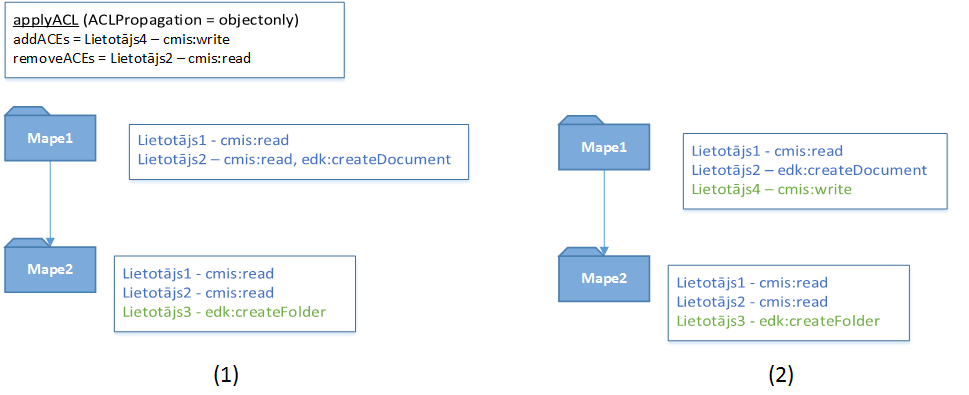 applyACL (ACLPropagation = objectonly)
addACEs = Lietotājs4 – cmis:write
removeACEs = Lietotājs2 – cmis:read
Mape1
Lietotājs1 - cmis:read
Lietotājs2 – cmis:read, edk:createDocument
Mape2
Lietotājs1 - cmis:read
Lietotājs2 - cmis:read
Lietotājs3 - edk:createFolder
(1)
Mape1
Lietotājs1 - cmis:read
Lietotājs2 – edk:createDocument
Lietotājs4 – cmis:write
Mape2
Lietotājs1 - cmis:read
Lietotājs2 - cmis:read
Lietotājs3 - edk:createFolder
(2)